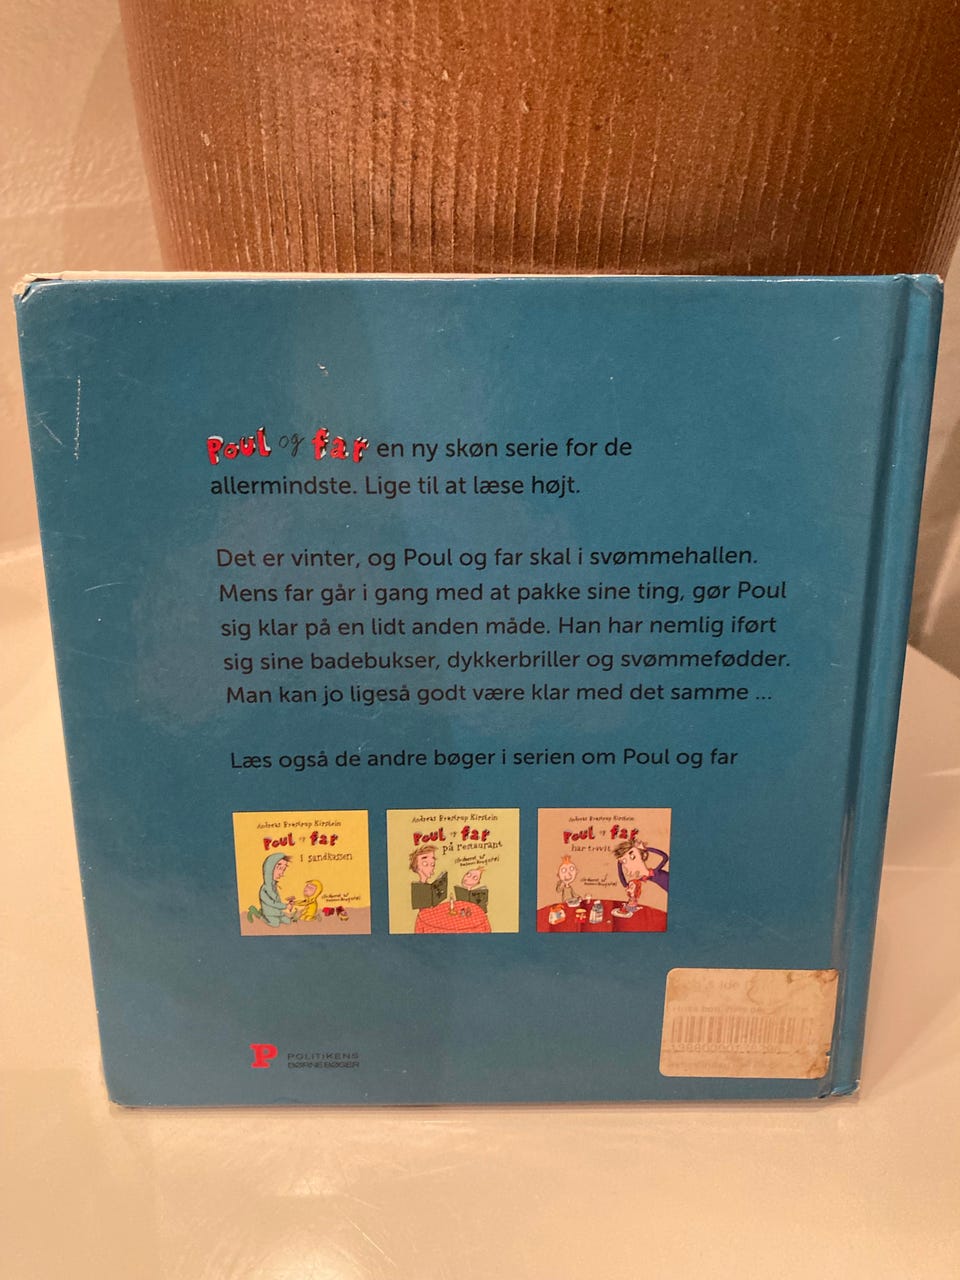 Poul og far en ny skøn serie for de
allermindste. Lige til at læse højt.
Det er vinter, og Poul og far skal i svømmehallen.
Mens far går i gang med at pakke sine ting, gør Poul
sig klar på en lidt anden måde. Han har nemlig iført
sig sine badebukser, dykkerbriller og svømmefødder.
Man kan jo ligeså godt være klar med det samme ...
Læs også de andre bøger i serien om Poul og far
Andreas Brøstrup Kirstein
Poul og far
i sandkassen
Andreas Brøstrup Kirstein
Poul og far
på restaurant
Andreas Brøstrup Kirstein
Poul og far
har travlt
P POLITIKENS
BØRNEBØGER